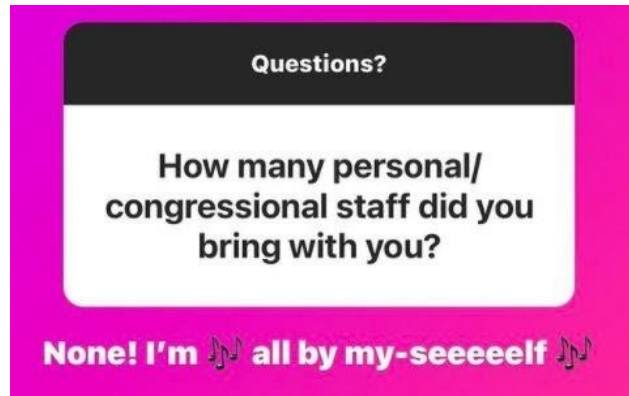 Questions?
How many personal/
congressional staff did you
bring with you?
None! I'm 🎶 all by my-seeeeelf 🎶